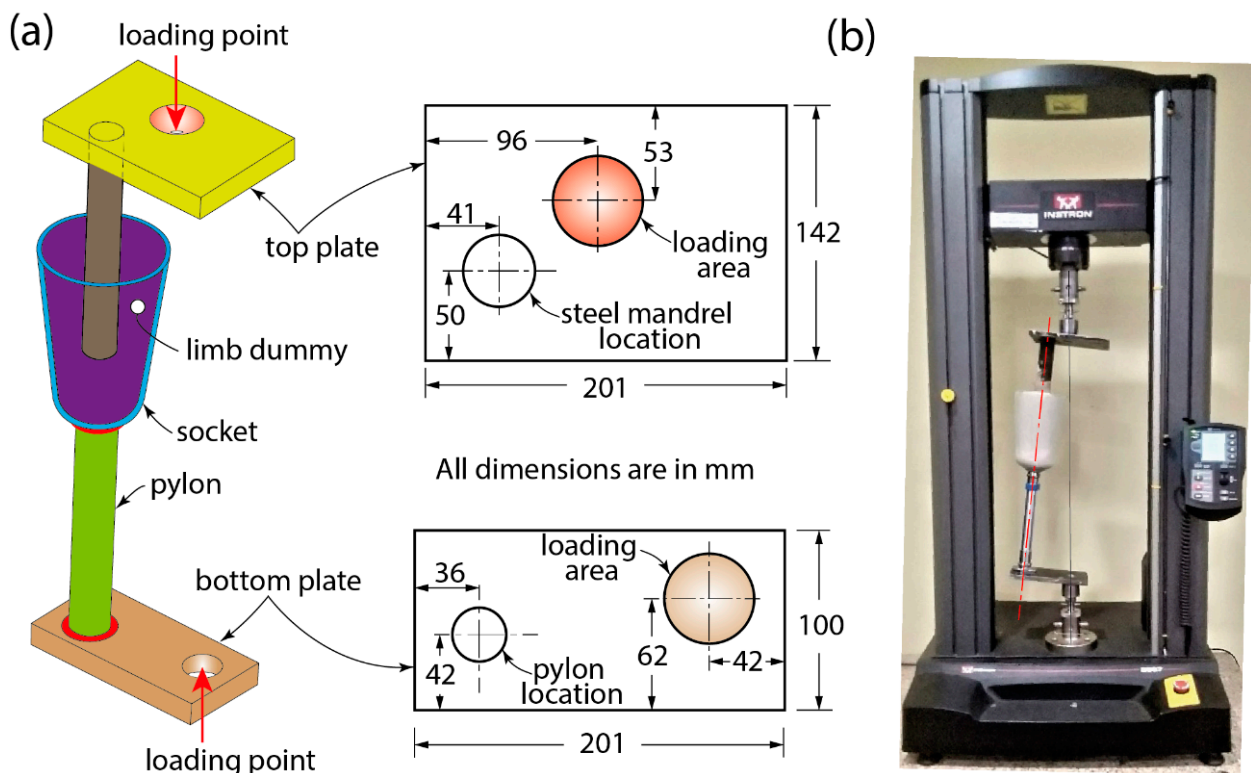 (a)
loading point
top plate
limb dummy
socket
pylon
bottom plate
loading point
96
53
41
loading
area
142
50
steel mandrel
location
201
All dimensions are in mm
loading
area
36
100
62
42
42
pylon
location
201
(b)
INSTRON